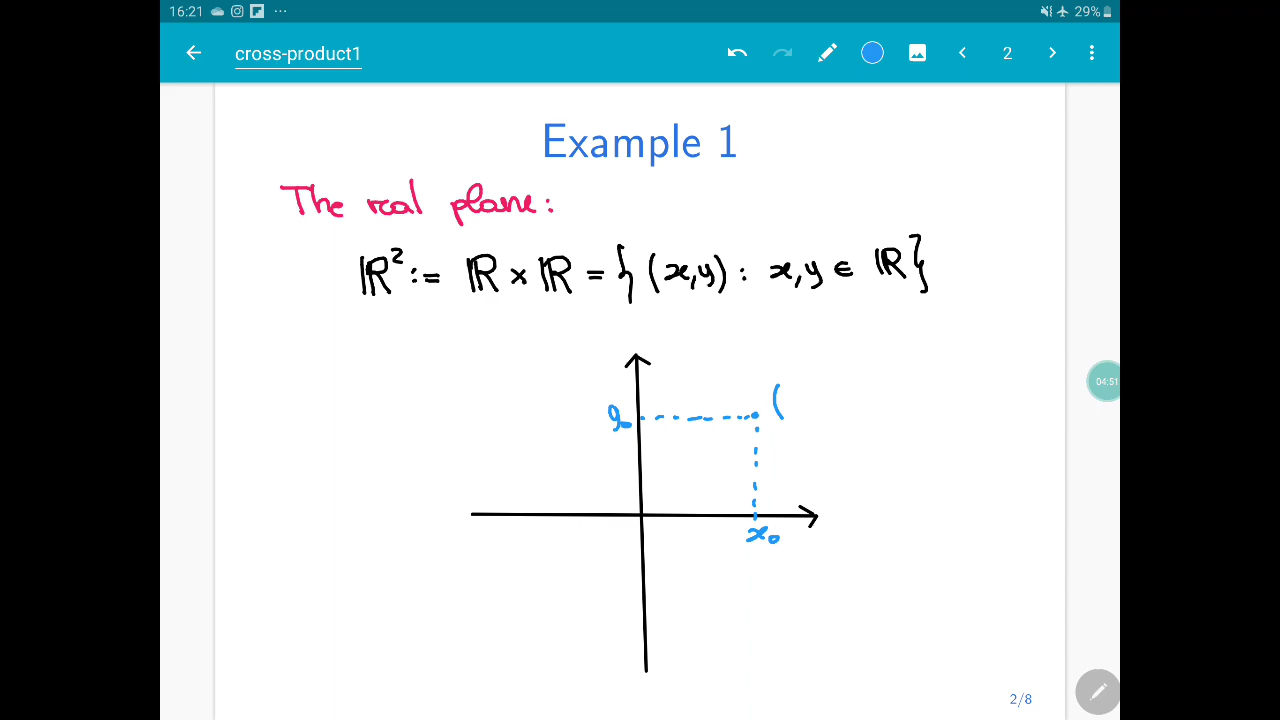 16:21 ... 29%
cross-product1 2
Example 1
The real plane:
ℝ² := ℝ × ℝ = { (x,y) : x,y ∈ ℝ }
y₀ (
04:51
x₀
2/8